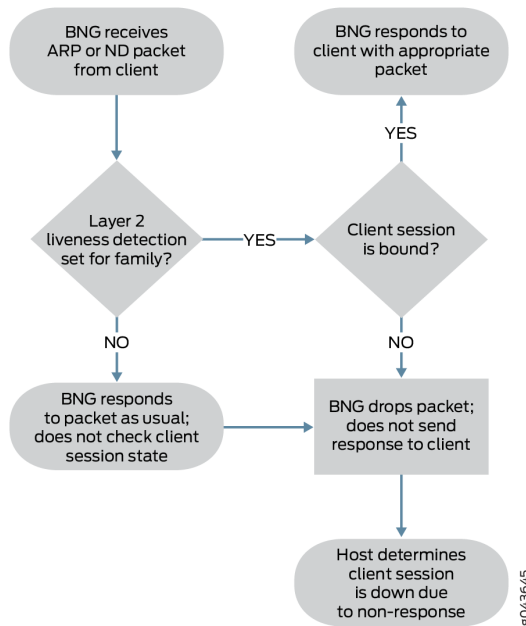 BNG receives
ARP or ND packet
from client
BNG responds to
client with appropriate
packet
YES
Layer 2
liveness detection
set for family?
YES
Client session
is bound?
NO
NO
BNG responds
to packet as usual;
does not check client
session state
BNG drops packet;
does not send
response to client
Host determines
client session
is down due
to non-response
g043645